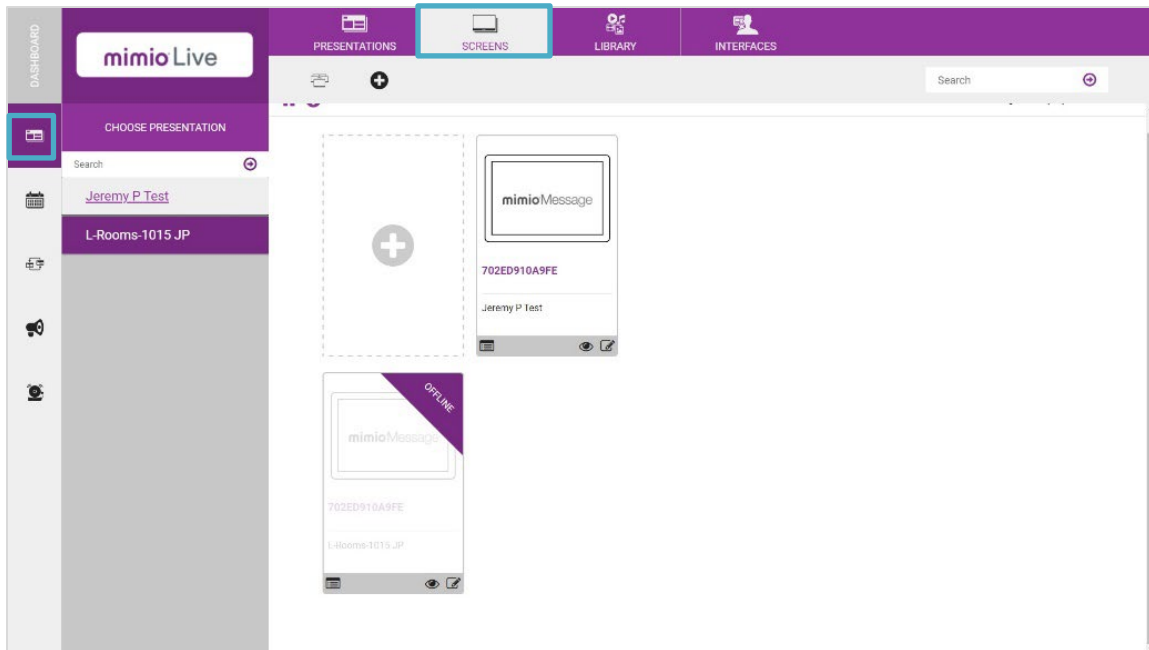 DASHBOARD
mimio Live
PRESENTATIONS
SCREENS
LIBRARY
INTERFACES
Search
CHOOSE PRESENTATION
Search
Jeremy P Test
L-Rooms-1015 JP
mimioMessage
702ED910A9FE
Jeremy P Test
OFFLINE
mimioMessage
702ED910A9FE
L-Rooms-1015 JP